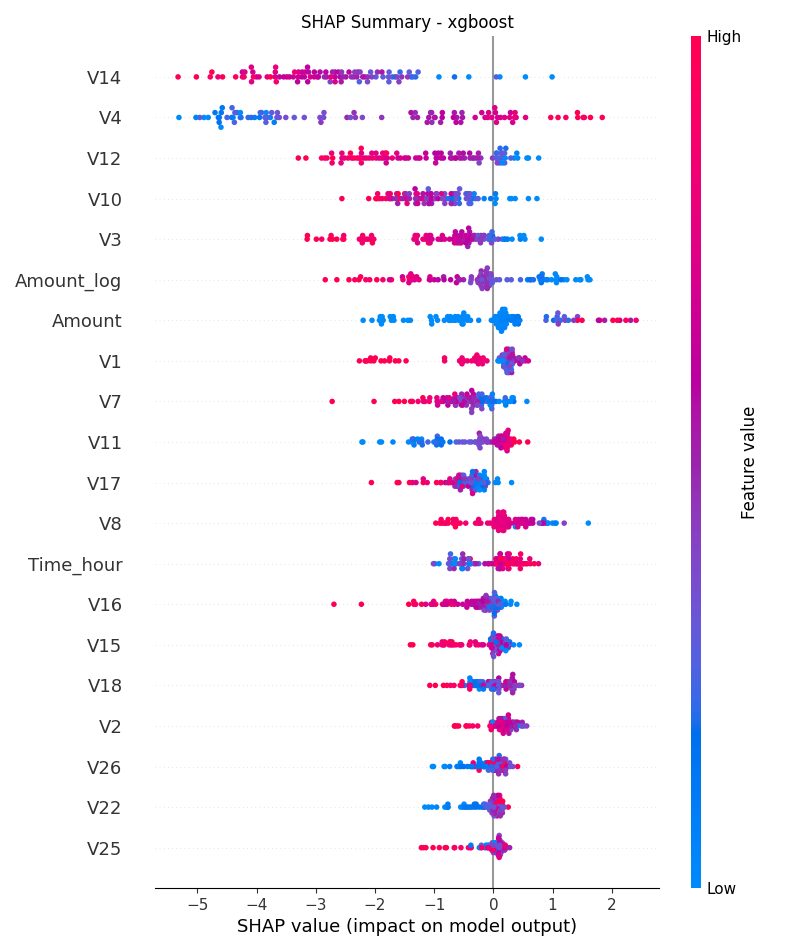 SHAP Summary - xgboost
High
V14
V4
V12
V10
V3
Amount_log
Amount
V1
V7
V11
V17
V8
Time_hour
V16
V15
V18
V2
V26
V22
V25
Feature value
Low
−5 −4 −3 −2 −1 0 1 2
SHAP value (impact on model output)